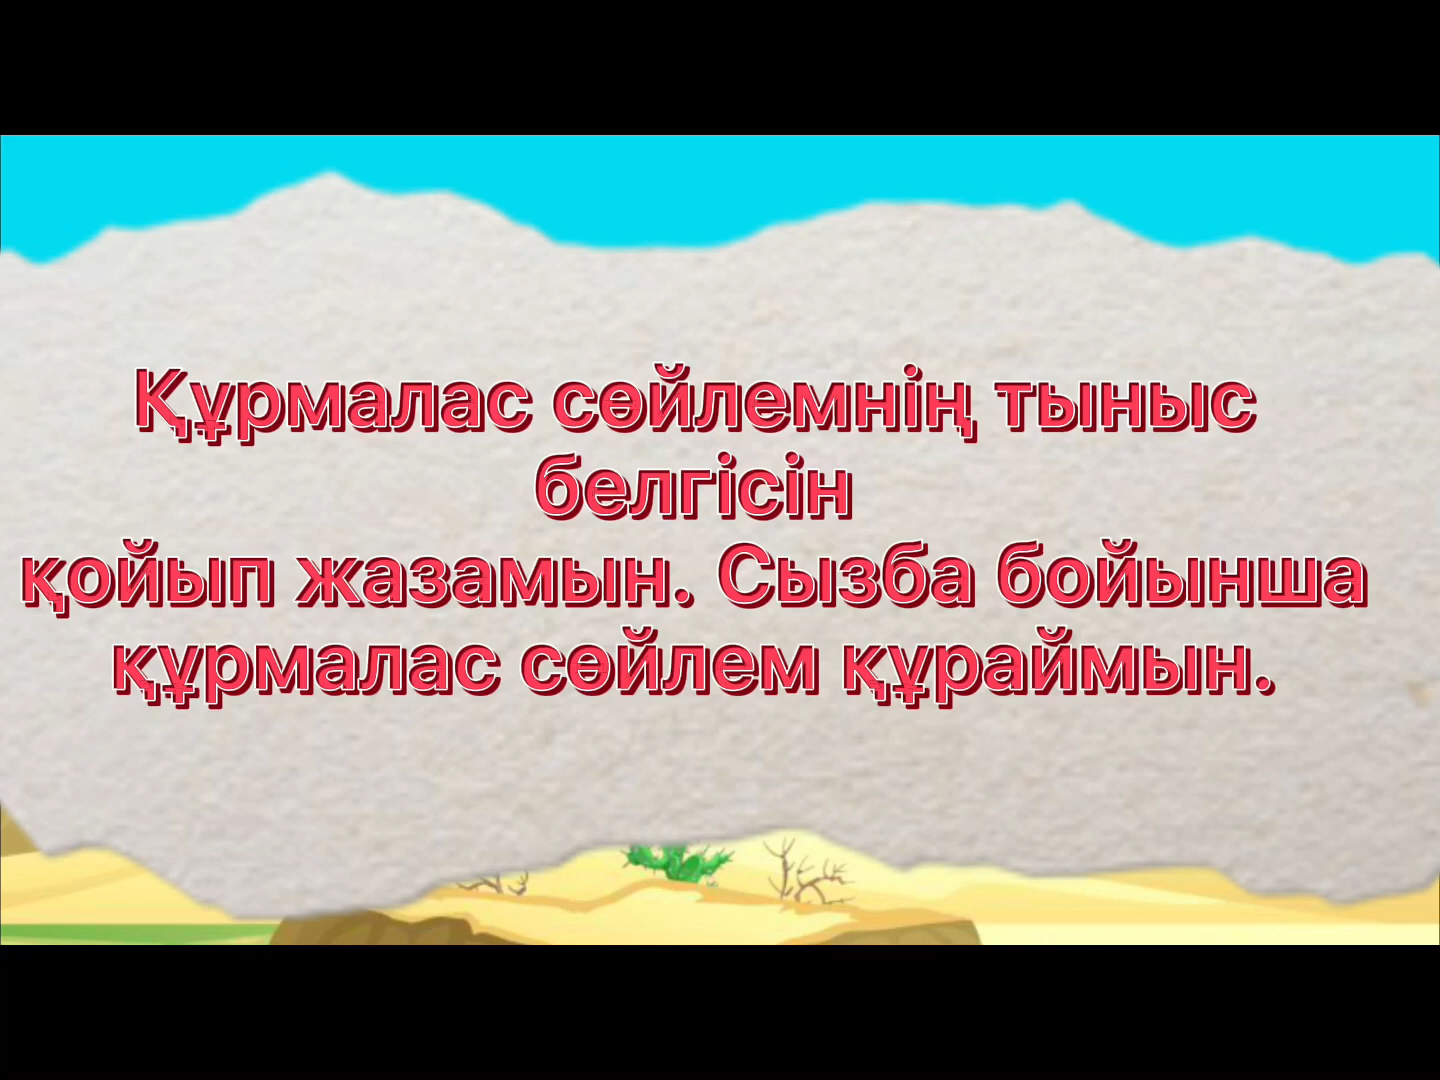 Құрмалас сөйлемнің тыныс
белгісін
қойып жазамын. Сызба бойынша
құрмалас сөйлем құраймын.